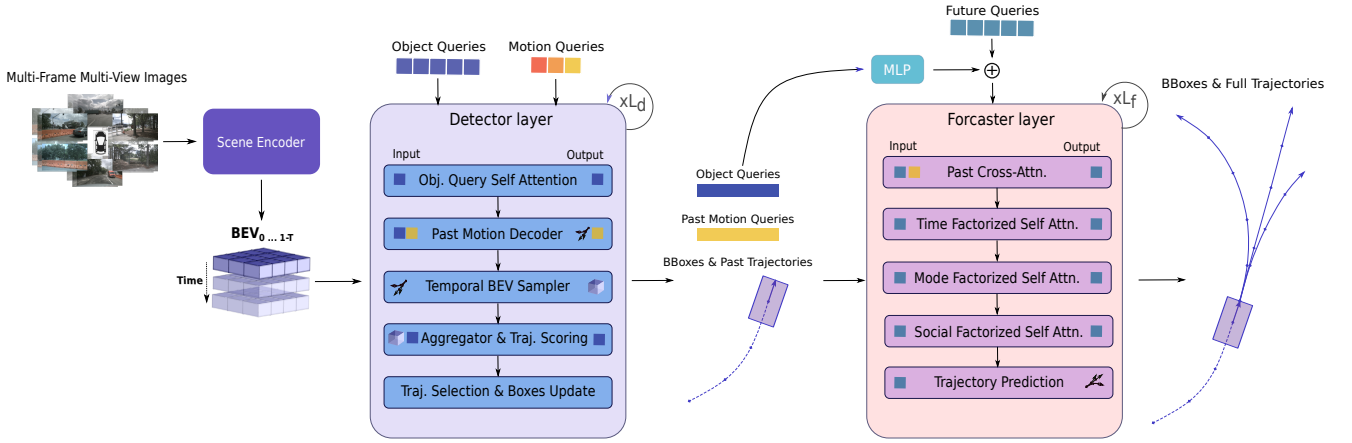 Multi-Frame Multi-View Images
Scene Encoder
BEV0 ... 1-T
Time
Object Queries
Motion Queries
xLd
Detector layer
Input
Output
Obj. Query Self Attention
Past Motion Decoder
Temporal BEV Sampler
Aggregator & Traj. Scoring
Traj. Selection & Boxes Update
Object Queries
Past Motion Queries
BBoxes & Past Trajectories
MLP
Future Queries
xLf
Forcaster layer
Input
Output
Past Cross-Attn.
Time Factorized Self Attn.
Mode Factorized Self Attn.
Social Factorized Self Attn.
Trajectory Prediction
BBoxes & Full Trajectories